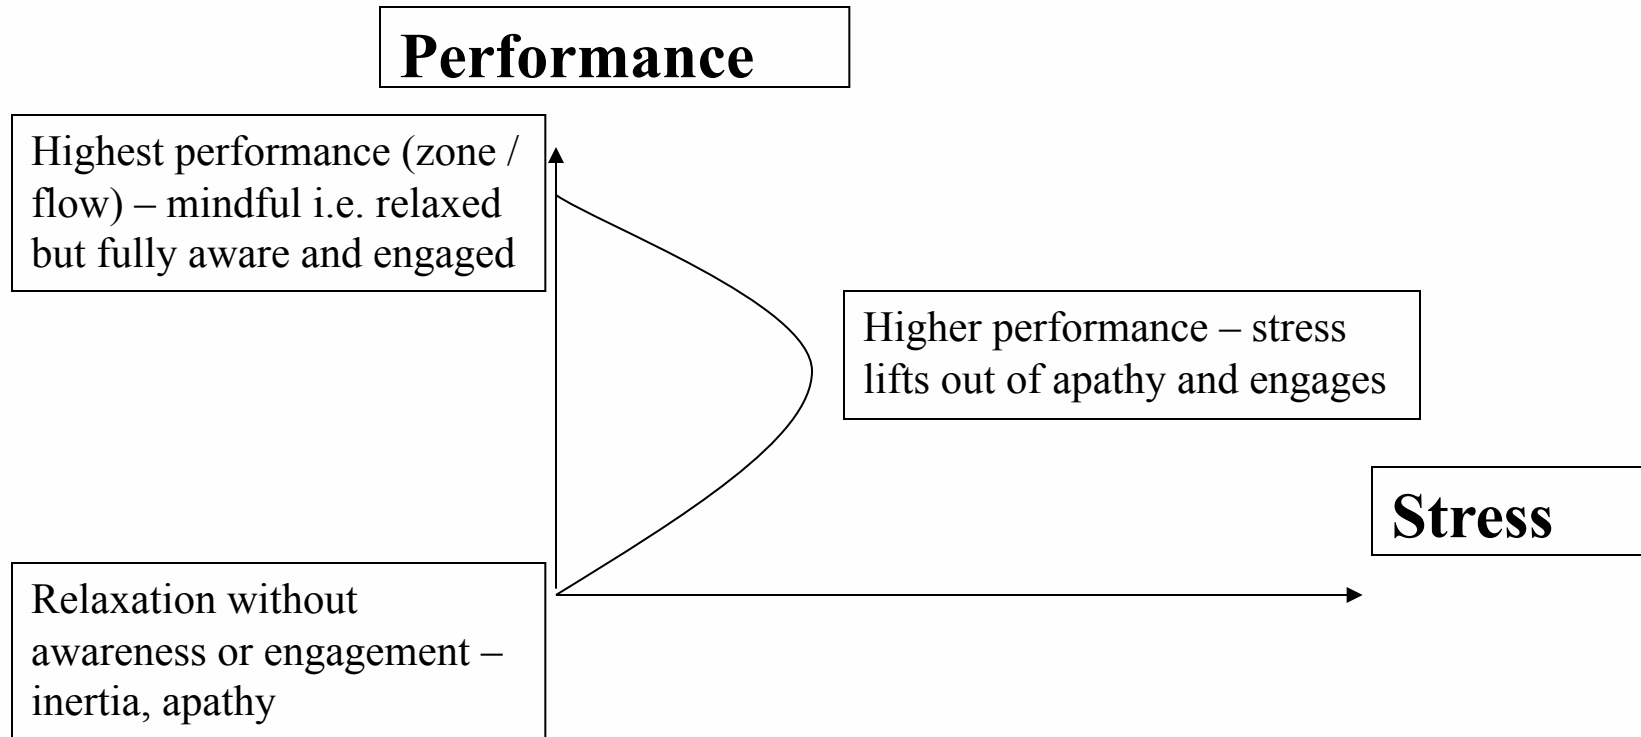 Performance
Highest performance (zone /
flow) – mindful i.e. relaxed
but fully aware and engaged
Higher performance – stress
lifts out of apathy and engages
Stress
Relaxation without
awareness or engagement –
inertia, apathy